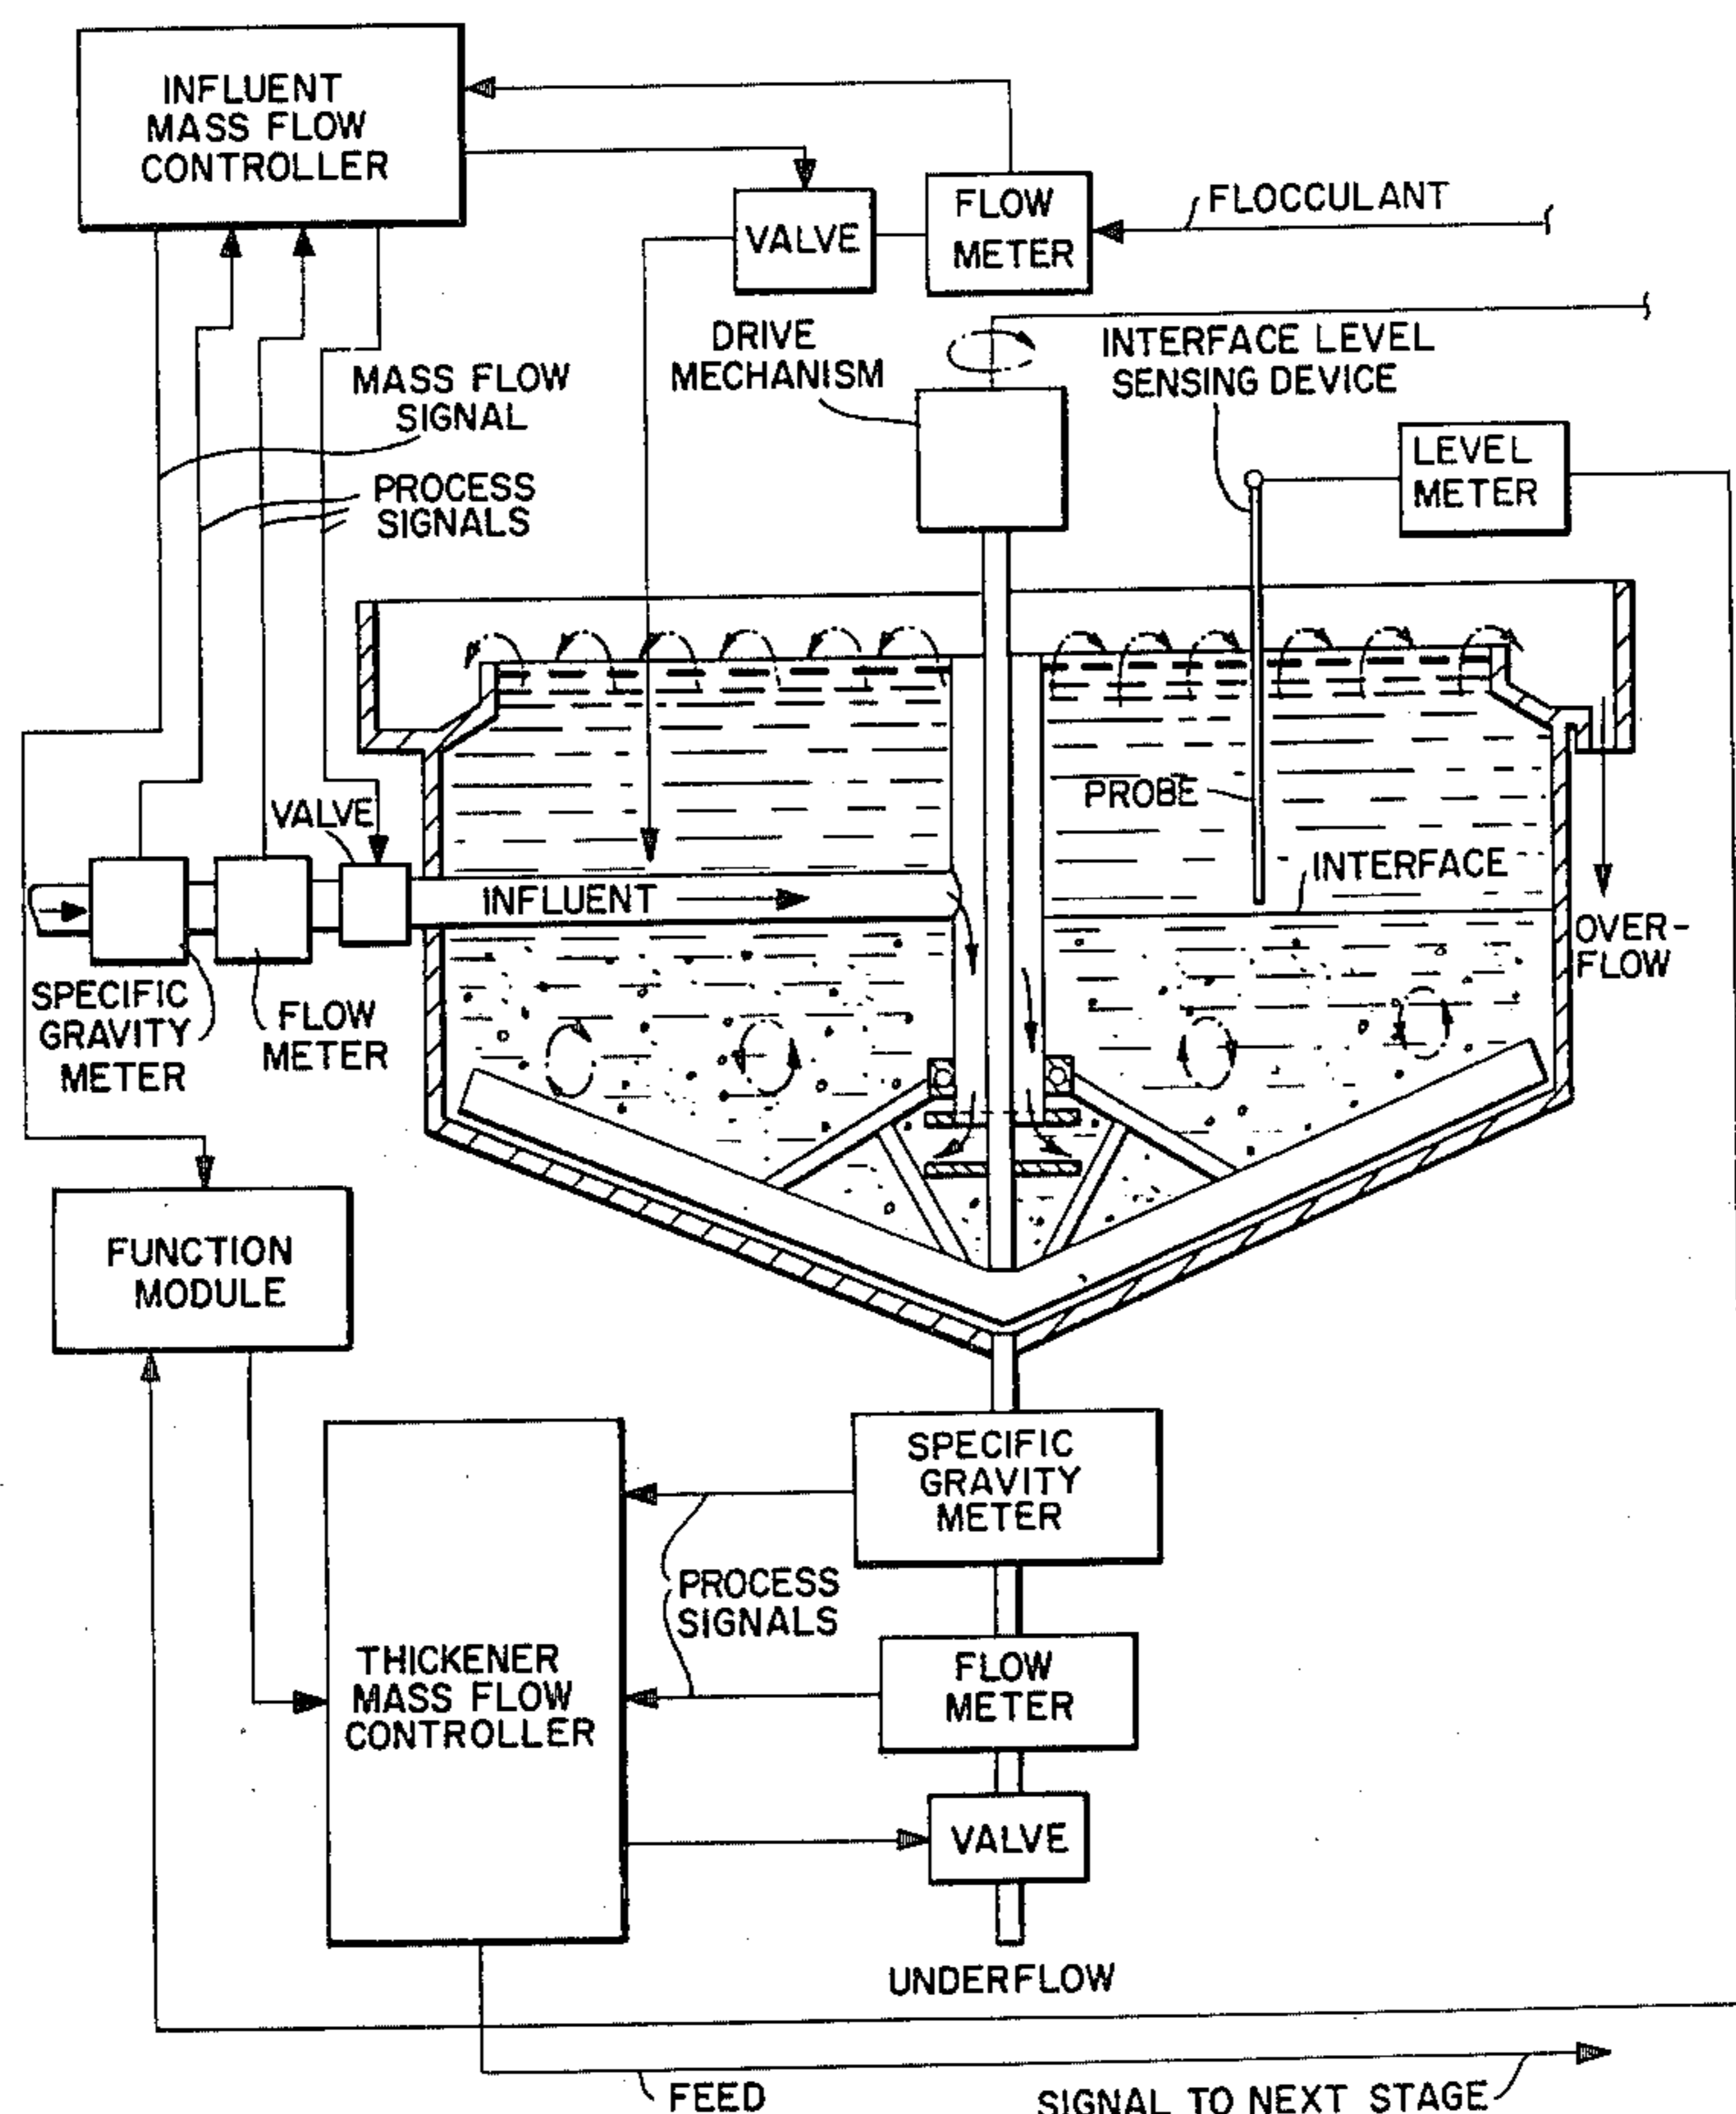 INFLUENT
MASS FLOW
CONTROLLER
FLOW
METER
VALVE
FLOCCULANT
DRIVE
MECHANISM
INTERFACE LEVEL
SENSING DEVICE
MASS FLOW
SIGNAL
LEVEL
METER
PROCESS
SIGNALS
PROBE
VALVE
INTERFACE
INFLUENT
OVER-
FLOW
SPECIFIC
GRAVITY
METER
FLOW
METER
FUNCTION
MODULE
SPECIFIC
GRAVITY
METER
PROCESS
SIGNALS
THICKENER
MASS FLOW
CONTROLLER
FLOW
METER
VALVE
UNDERFLOW
FEED
SIGNAL TO NEXT STAGE